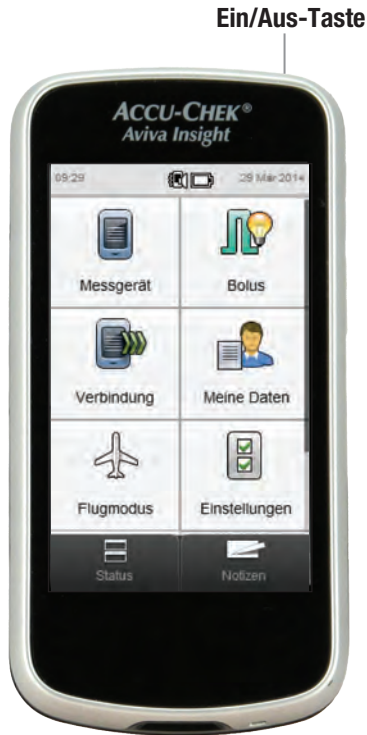 Ein/Aus-Taste
ACCU-CHEK®
Aviva Insight
09:29 29 Mär 2014
Messgerät Bolus
Verbindung Meine Daten
Flugmodus Einstellungen
Status Notizen